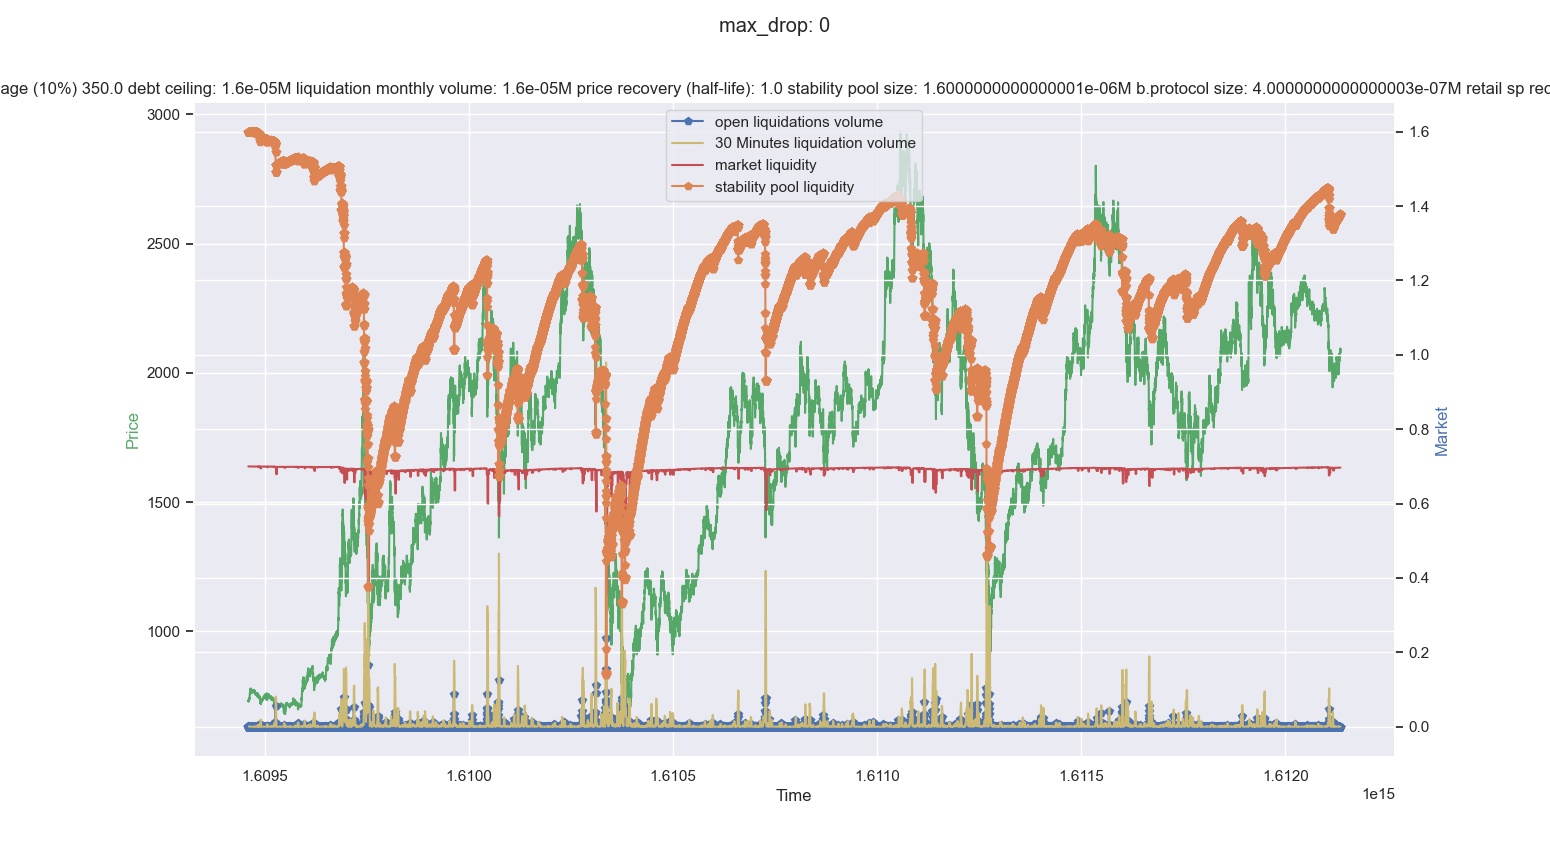 max_drop: 0
age (10%) 350.0 debt ceiling: 1.6e-05M liquidation monthly volume: 1.6e-05M price recovery (half-life): 1.0 stability pool size: 1.6000000000000001e-06M b.protocol size: 4.0000000000000003e-07M retail sp rec
open liquidations volume
30 Minutes liquidation volume
market liquidity
stability pool liquidity
3000
2500
2000
1500
1000
Price
1.6
1.4
1.2
1.0
0.8
0.6
0.4
0.2
0.0
Market
1.6095 1.6100 1.6105 1.6110 1.6115 1.6120
1e15
Time